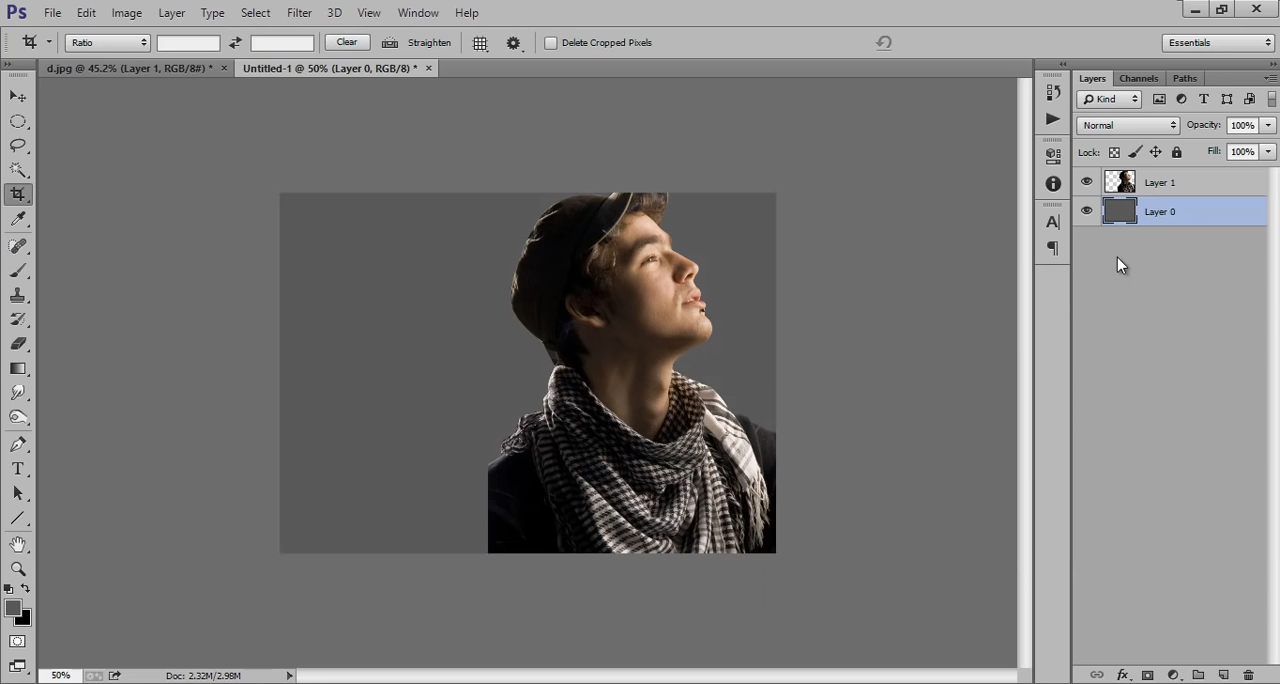 Ps File Edit Image Layer Type Select Filter 3D View Window Help
Ratio Clear Straighten Delete Cropped Pixels Essentials
d.jpg @ 45.2% (Layer 1, RGB/8#) * × Untitled-1 @ 50% (Layer 0, RGB/8) * ×
Layers Channels Paths
Kind T
Normal Opacity: 100%
Lock: Fill: 100%
Layer 1
Layer 0
A
T
50% Doc: 2.32M/2.98M
fx